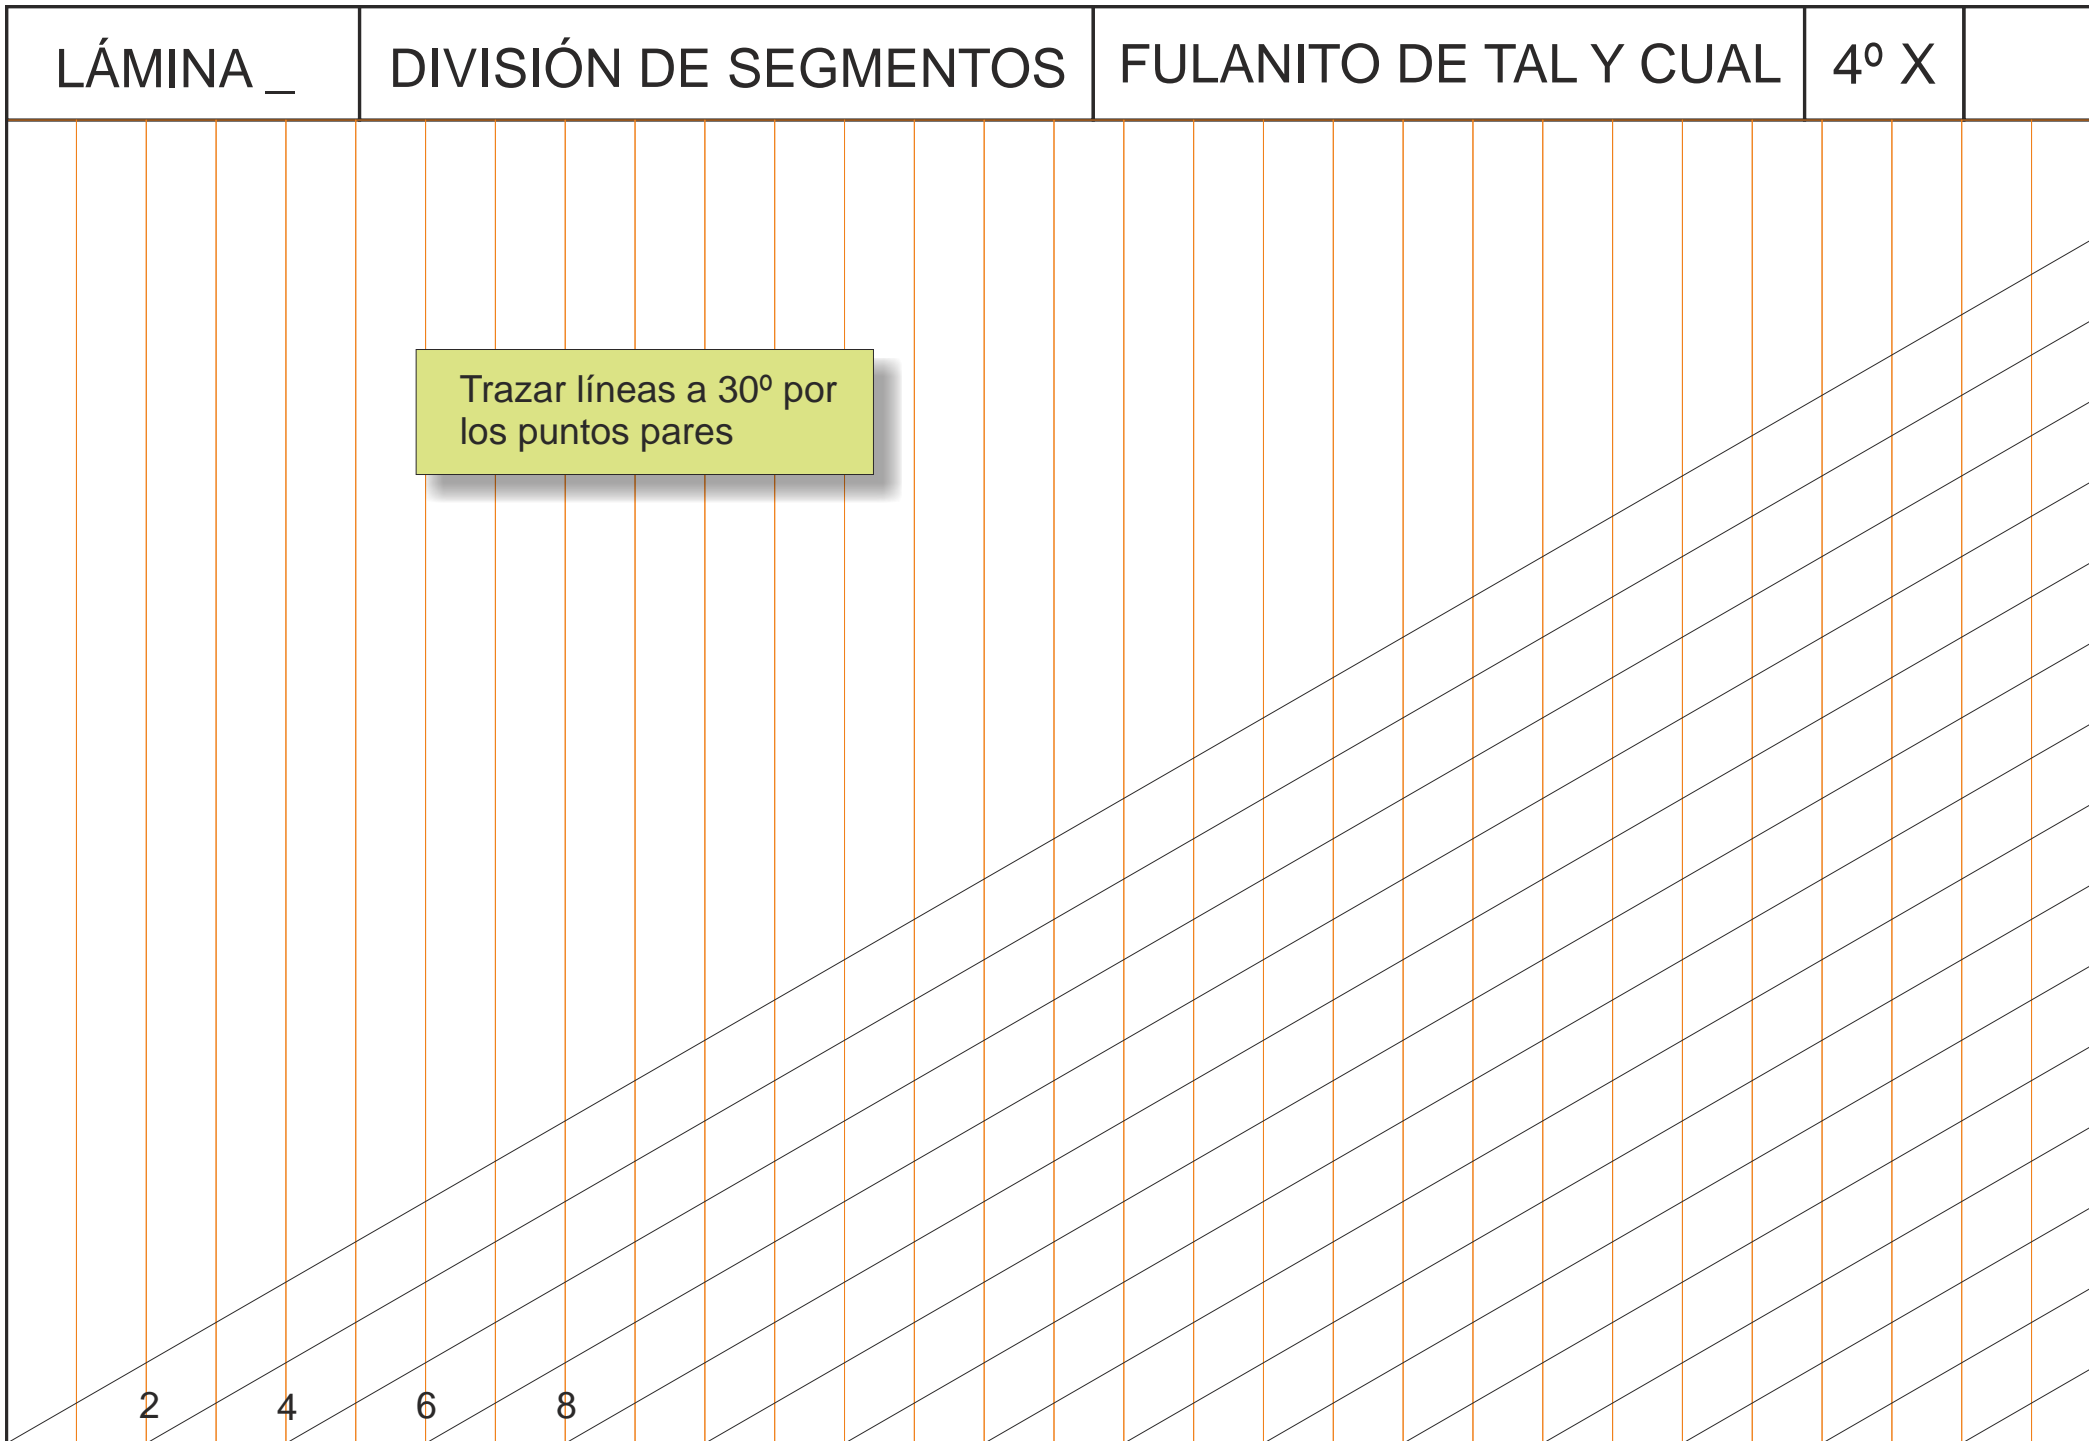 LÁMINA _
DIVISIÓN DE SEGMENTOS
FULANITO DE TAL Y CUAL
4º X
Trazar líneas a 30º por
los puntos pares
2 4 6 8